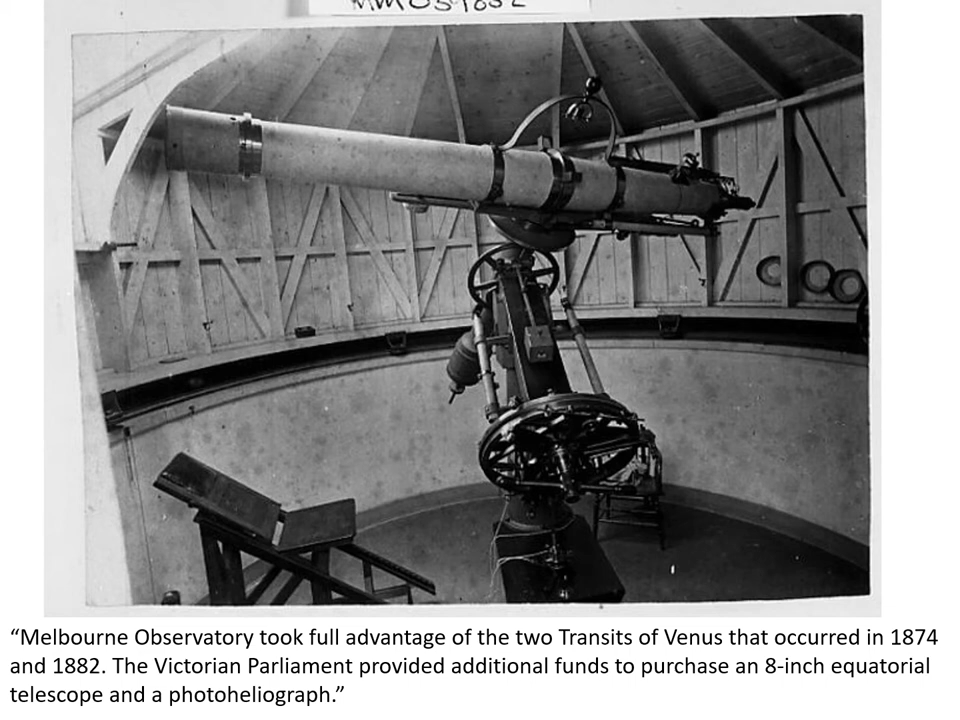 “Melbourne Observatory took full advantage of the two Transits of Venus that occurred in 1874
and 1882. The Victorian Parliament provided additional funds to purchase an 8-inch equatorial
telescope and a photoheliograph.”